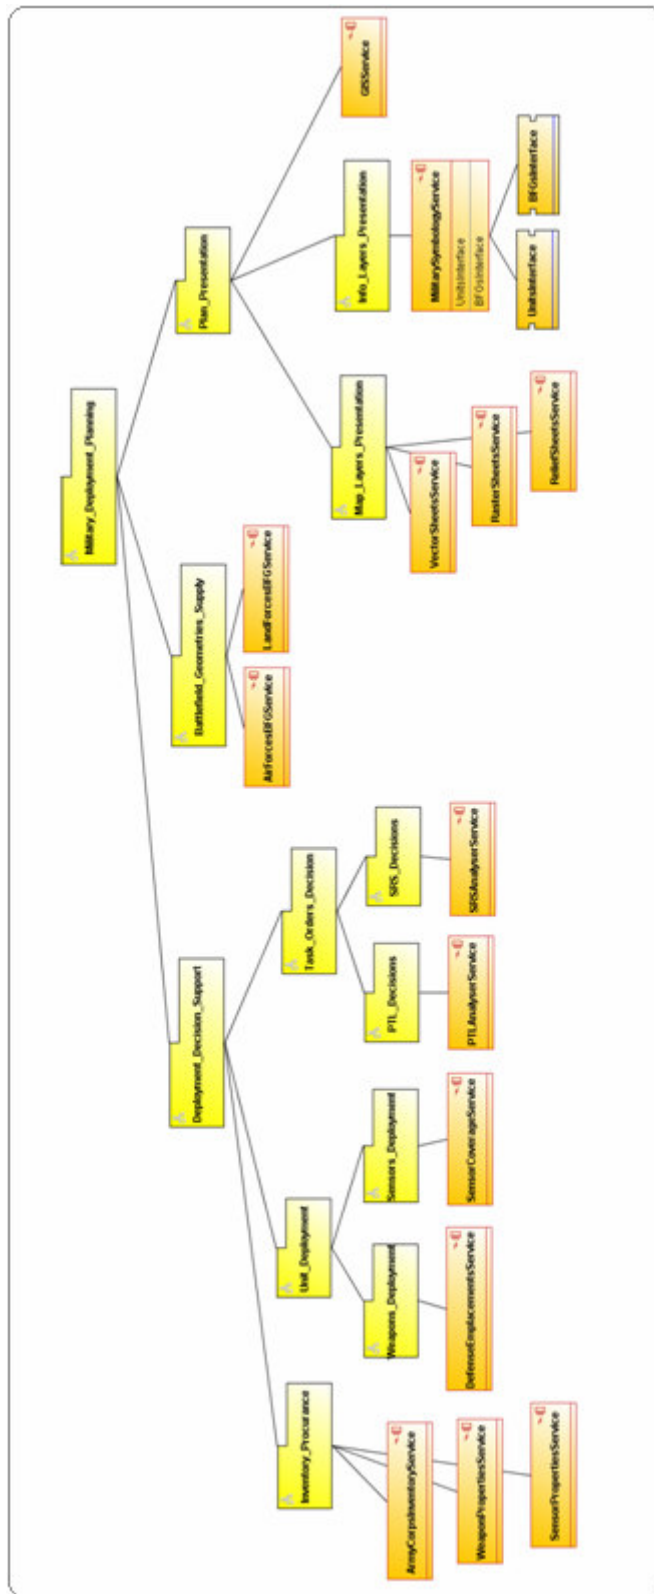 Military_Deployment_Planning
Deployment_Decision_Support
Battlefield_Geometries_Supply
Plan_Presentation
Inventory_Procurance
Unit_Deployment
Task_Orders_Decision
AirForcesBFGService
LandForcesBFGService
Map_Layers_Presentation
Info_Layers_Presentation
GISService
Weapons_Deployment
Sensors_Deployment
PTL_Decisions
SRS_Decisions
ArmyCorpsInventoryService
WeaponPropertiesService
SensorPropertiesService
DefenseEmplacementsService
SensorCoverageService
PTLAnalyserService
SRSAnalyserService
VectorSheetsService
RasterSheetsService
ReliefSheetsService
MilitarySymbologyService
UnitsInterface
BFGsInterface
UnitsInterface
BFGsInterface